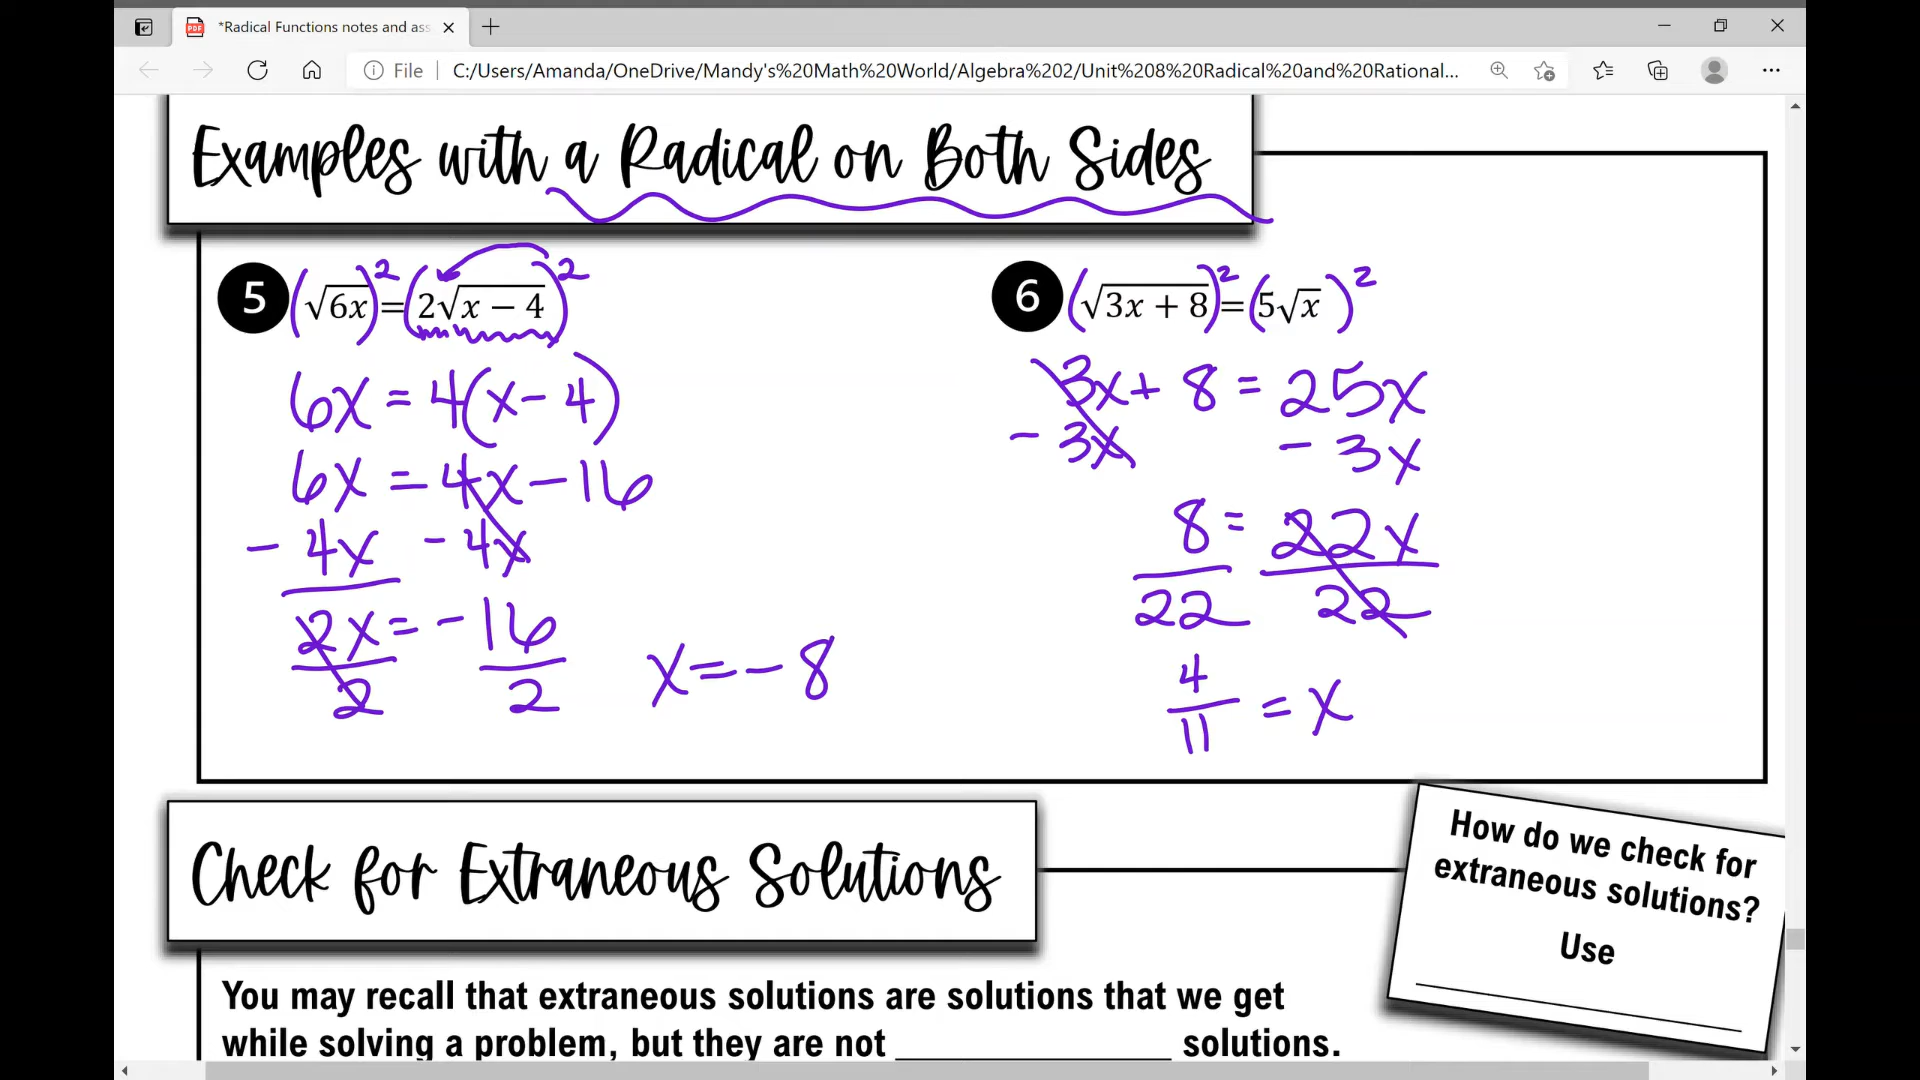 *Radical Functions notes and ass
File C:/Users/Amanda/OneDrive/Mandy's%20Math%20World/Algebra%202/Unit%208%20Radical%20and%20Rational...
Examples with a Radical on Both Sides
5 (√6x)² = (2√x − 4)²
6x = 4(x − 4)
6x = 4x − 16
− 4x − 4x
2x = −16
2 2
x = − 8
6 (√3x + 8)² = (5√x)²
3x + 8 = 25x
− 3x − 3x
8 = 22x
22 22
4/11 = x
Check for Extraneous Solutions
How do we check for
extraneous solutions?
Use
You may recall that extraneous solutions are solutions that we get
while solving a problem, but they are not ______________ solutions.